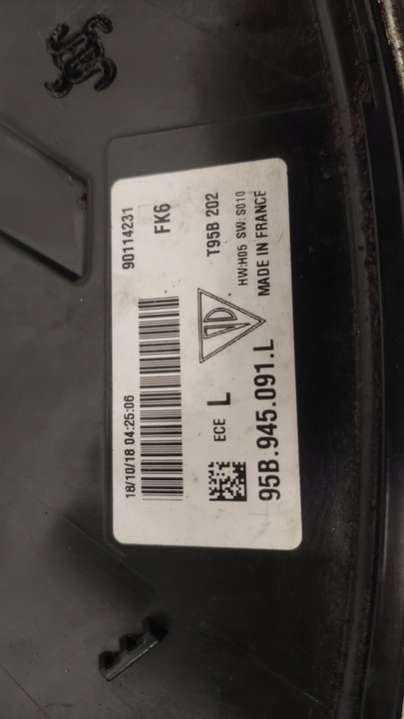 18/10/18 04:25:06
90114231
FK6
ECE L
T95B 202
HW:H05 SW: S010
MADE IN FRANCE
95B.945.091.L